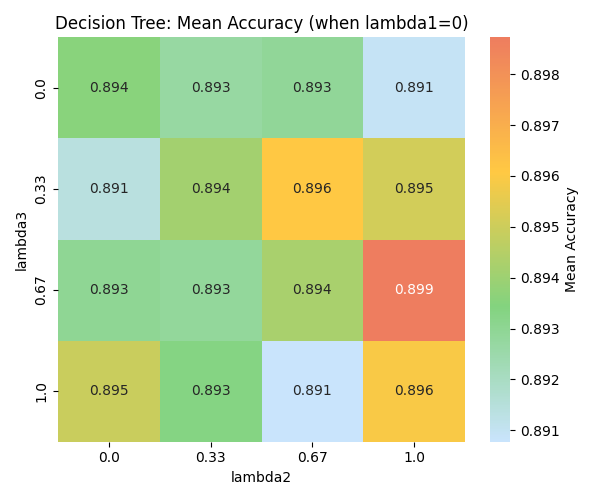 Decision Tree: Mean Accuracy (when lambda1=0)
0.0 0.894 0.893 0.893 0.891
0.33 0.891 0.894 0.896 0.895
0.67 0.893 0.893 0.894 0.899
1.0 0.895 0.893 0.891 0.896
0.0 0.33 0.67 1.0
lambda2
lambda3
0.898
0.897
0.896
0.895
0.894
0.893
0.892
0.891
Mean Accuracy